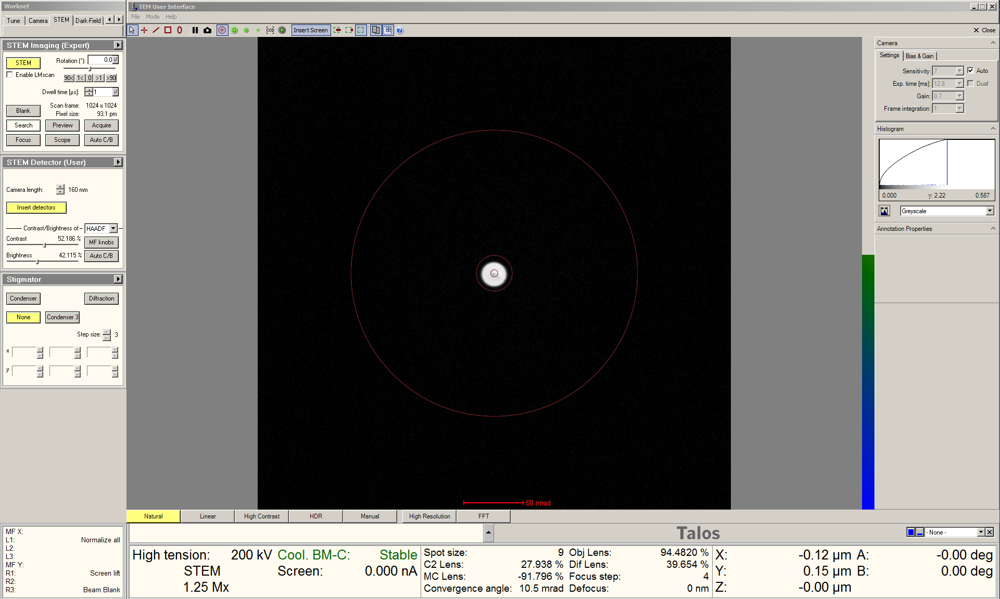 Workset
TEM User Interface
Tune Camera STEM Dark-Field
File Mode Help
Insert Screen
Close
STEM Imaging (Expert)
STEM
Rotation (°): 0.0
Enable LMscan
90< 1< 0 >1 >90
Dwell time [µs]: 1
Scan frame: 1024 x 1024
Blank
Pixel size: 93.1 pm
Search Preview Acquire
Focus Scope Auto C/B
STEM Detector (User)
Camera length: 160 mm
Insert detectors
Contrast/Brightness of: HAADF
Contrast 52.186 %
MF knobs
Brightness 42.115 %
Auto C/B
Stigmator
Condenser Diffraction
None Condenser 3
Step size: 3
x
y
50 mrad
Camera
Settings Bias & Gain
Sensitivity: 7 Auto
Exp. time [ms]: 12.8 Dual
Gain: 0.7
Frame integration: 1
Histogram
0.000 γ: 2.22 0.587
Greyscale
Annotation Properties
Natural Linear High Contrast HDR Manual High Resolution FFT
MF X:
L1: Normalize all
L2:
L3:
MF Y:
R1: Screen lift
R2:
R3: Beam Blank
Talos
- None -
High tension: 200 kV Cool. BM-C: Stable
STEM Screen: 0.000 nA
1.25 Mx
Spot size: 9 Obj Lens: 94.4820 %
C2 Lens: 27.938 % Dif Lens: 39.654 %
MC Lens: -91.796 % Focus step: 4
Convergence angle: 10.5 mrad Defocus: 0 nm
X: -0.12 µm A: -0.00 deg
Y: 0.15 µm B: 0.00 deg
Z: -0.00 µm